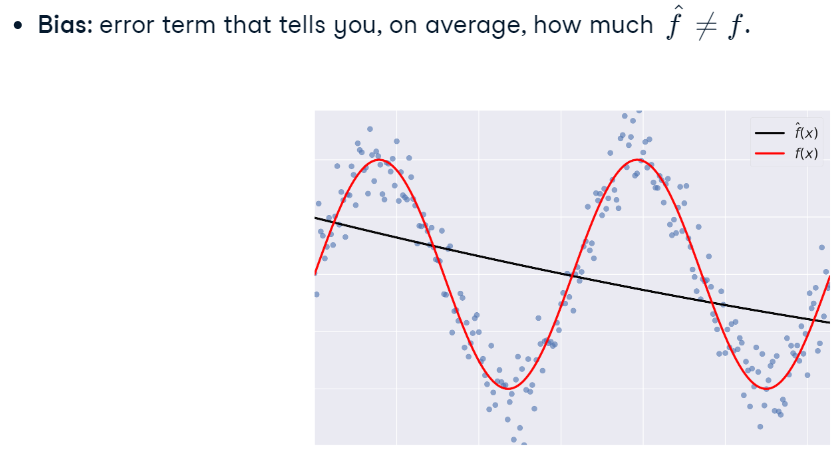 • Bias: error term that tells you, on average, how much f̂ ≠ f.
f̂(x)
f(x)